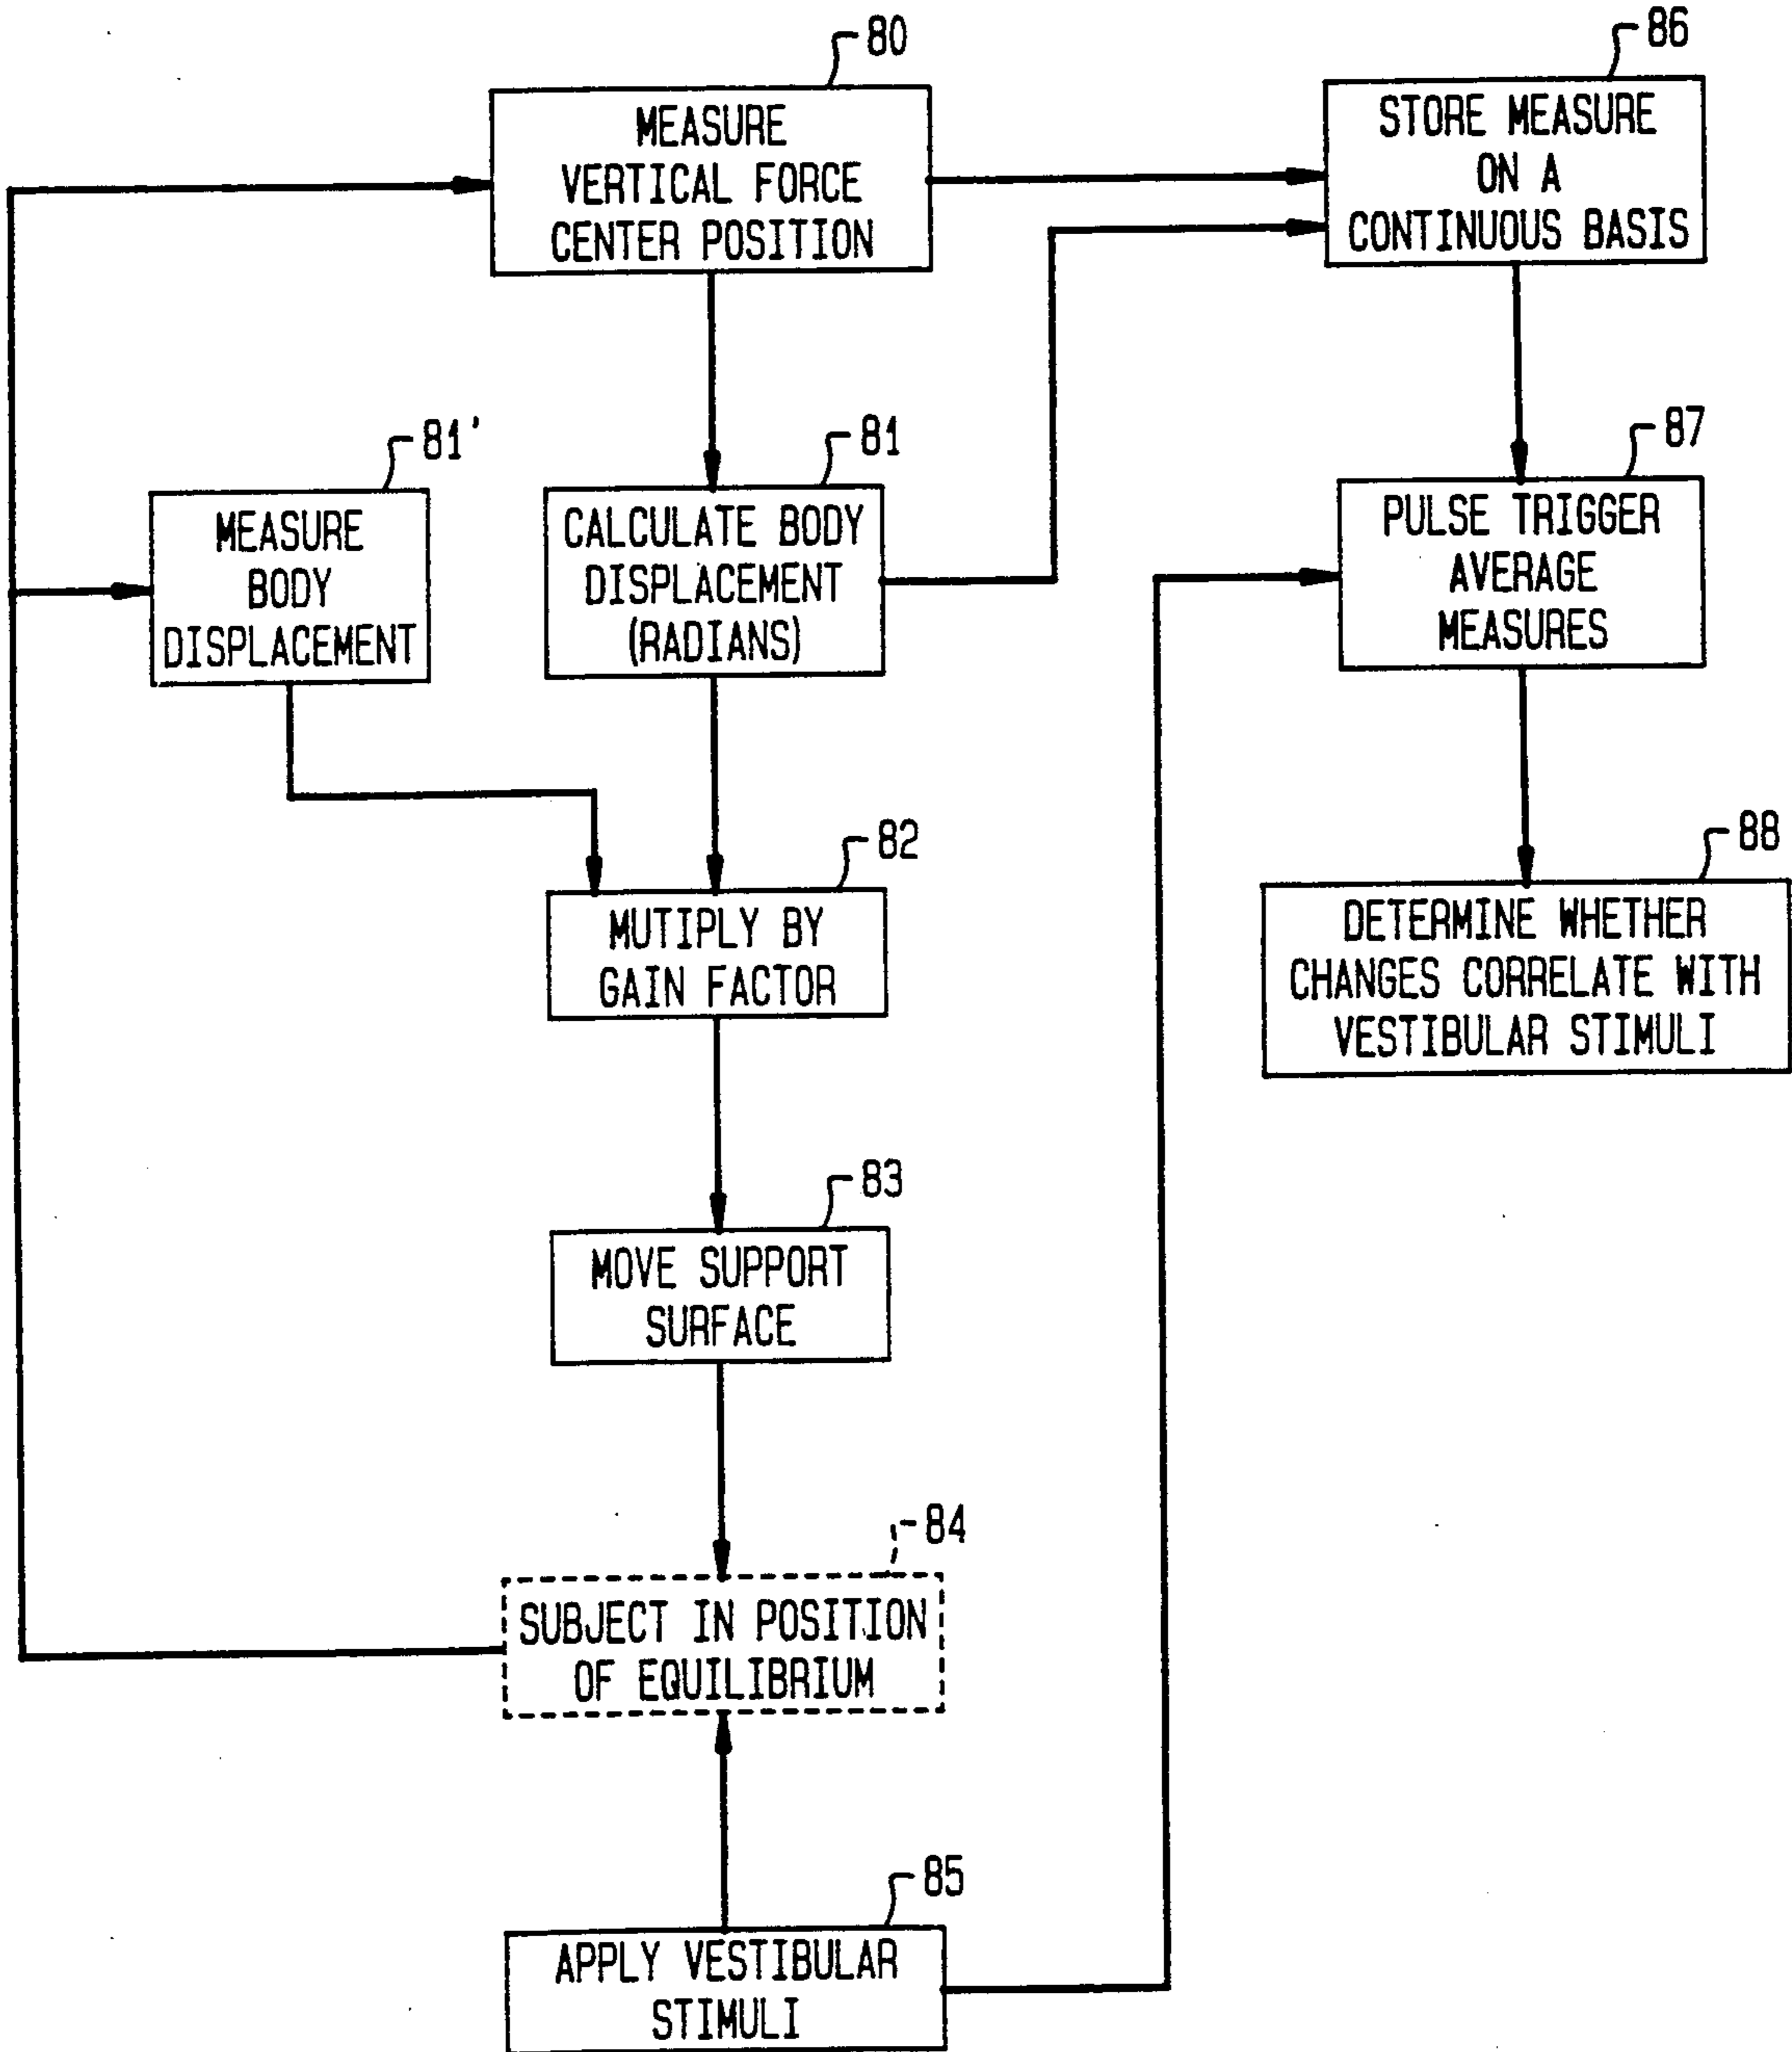 80
MEASURE
VERTICAL FORCE
CENTER POSITION
86
STORE MEASURE
ON A
CONTINUOUS BASIS
81'
MEASURE
BODY
DISPLACEMENT
81
CALCULATE BODY
DISPLACEMENT
(RADIANS)
87
PULSE TRIGGER
AVERAGE
MEASURES
82
MUTIPLY BY
GAIN FACTOR
88
DETERMINE WHETHER
CHANGES CORRELATE WITH
VESTIBULAR STIMULI
83
MOVE SUPPORT
SURFACE
84
SUBJECT IN POSITION
OF EQUILIBRIUM
85
APPLY VESTIBULAR
STIMULI